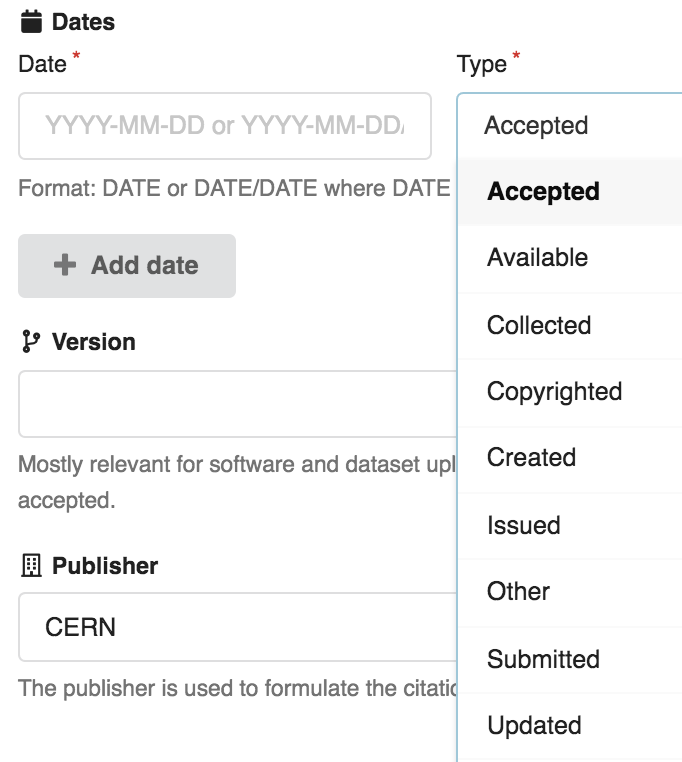 Dates
Date *
Type *
YYYY-MM-DD or YYYY-MM-DD/
Accepted
Format: DATE or DATE/DATE where DATE
Accepted
Add date
Available
Collected
Version
Copyrighted
Created
Mostly relevant for software and dataset upl
accepted.
Issued
Publisher
Other
CERN
Submitted
The publisher is used to formulate the citatio
Updated